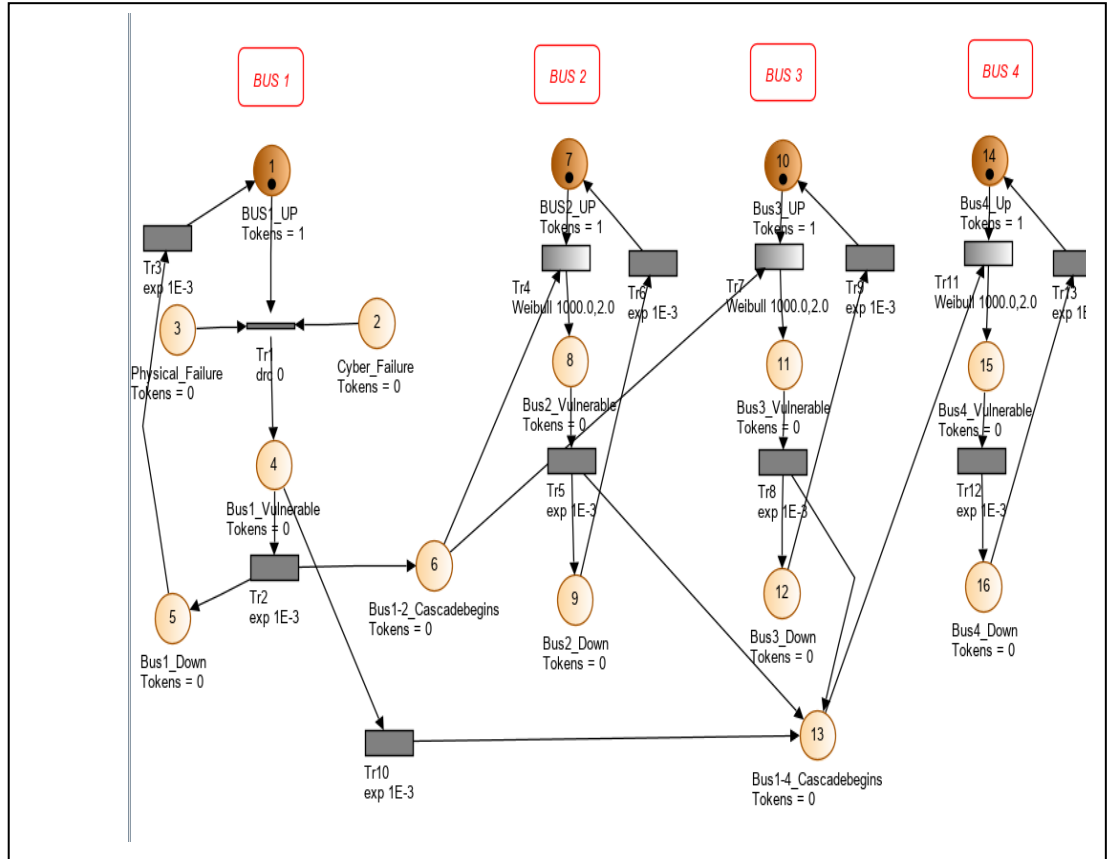 BUS 1
BUS 2
BUS 3
BUS 4
1
7
10
14
BUS1_UP
Tokens = 1
BUS2_UP
Tokens = 1
Bus3_UP
Tokens = 1
Bus4_Up
Tokens = 1
Tr3
exp 1E-3
Tr4
Weibull 1000.0,2.0
Tr6
exp 1E-3
Tr7
Weibull 1000.0,2.0
Tr9
exp 1E-3
Tr11
Weibull 1000.0,2.0
Tr13
exp 1E
3
2
Physical_Failure
Tokens = 0
Tr1
drc 0
Cyber_Failure
Tokens = 0
8
11
15
Bus2_Vulnerable
Tokens = 0
Bus3_Vulnerable
Tokens = 0
Bus4_Vulnerable
Tokens = 0
4
Bus1_Vulnerable
Tokens = 0
Tr5
exp 1E-3
Tr8
exp 1E-3
Tr12
exp 1E-3
Tr2
exp 1E-3
6
Bus1-2_Cascadebegins
Tokens = 0
5
Bus1_Down
Tokens = 0
9
Bus2_Down
Tokens = 0
12
Bus3_Down
Tokens = 0
16
Bus4_Down
Tokens = 0
Tr10
exp 1E-3
13
Bus1-4_Cascadebegins
Tokens = 0